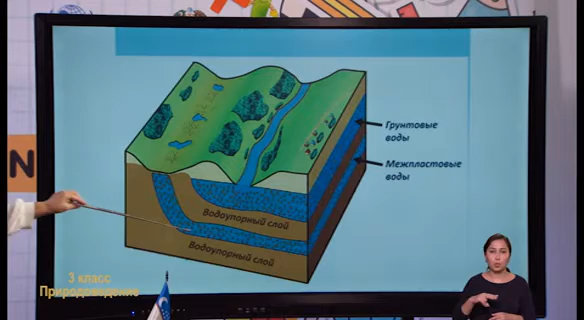 Грунтовые
воды
Межпластовые
воды
Водоупорный слой
Водоупорный слой
3 класс
Природоведение
N